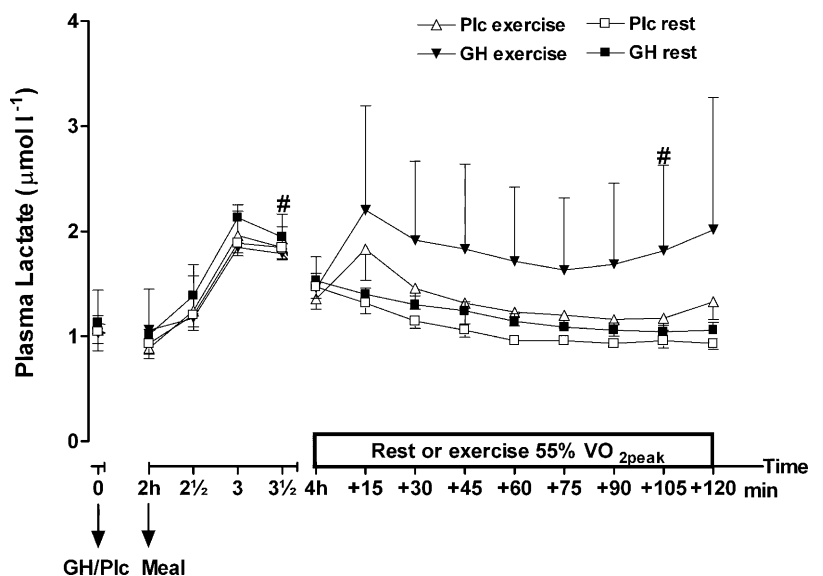 Plasma Lactate (μmol l⁻¹)
4
3
2
1
0
Plc exercise
Plc rest
GH exercise
GH rest
#
#
Rest or exercise 55% VO 2peak
Time
0 2h 2½ 3 3½ 4h +15 +30 +45 +60 +75 +90 +105 +120 min
GH/Plc Meal